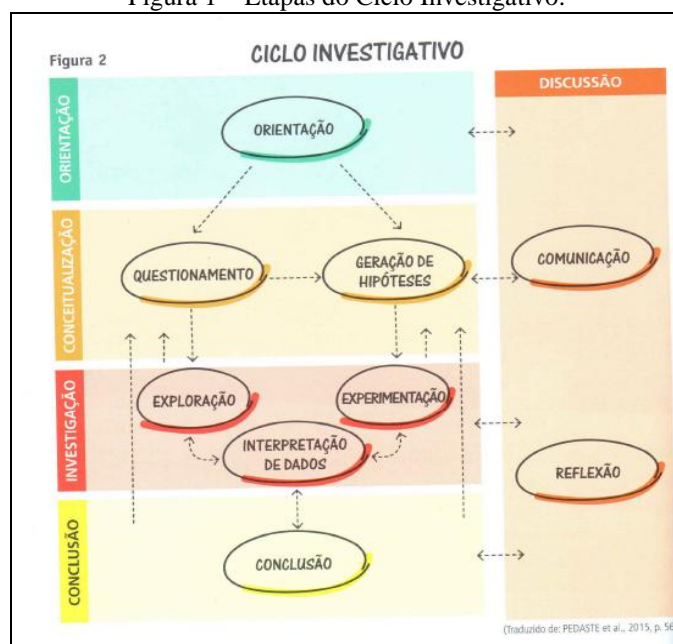 Figura 1 – Etapas do Ciclo Investigativo.
Figura 2
CICLO INVESTIGATIVO
DISCUSSÃO
ORIENTAÇÃO
ORIENTAÇÃO
CONCEITUALIZAÇÃO
QUESTIONAMENTO
GERAÇÃO DE
HIPÓTESES
COMUNICAÇÃO
INVESTIGAÇÃO
EXPLORAÇÃO
EXPERIMENTAÇÃO
INTERPRETAÇÃO
DE DADOS
REFLEXÃO
CONCLUSÃO
CONCLUSÃO
(Traduzido de: PEDASTE et al., 2015, p. 56